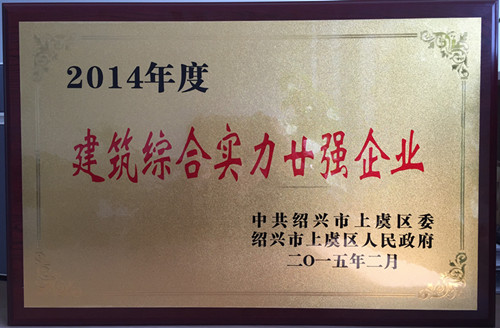 2014年度
建筑综合实力廿强企业
中共绍兴市上虞区委
绍兴市上虞区人民政府
二〇一五年二月